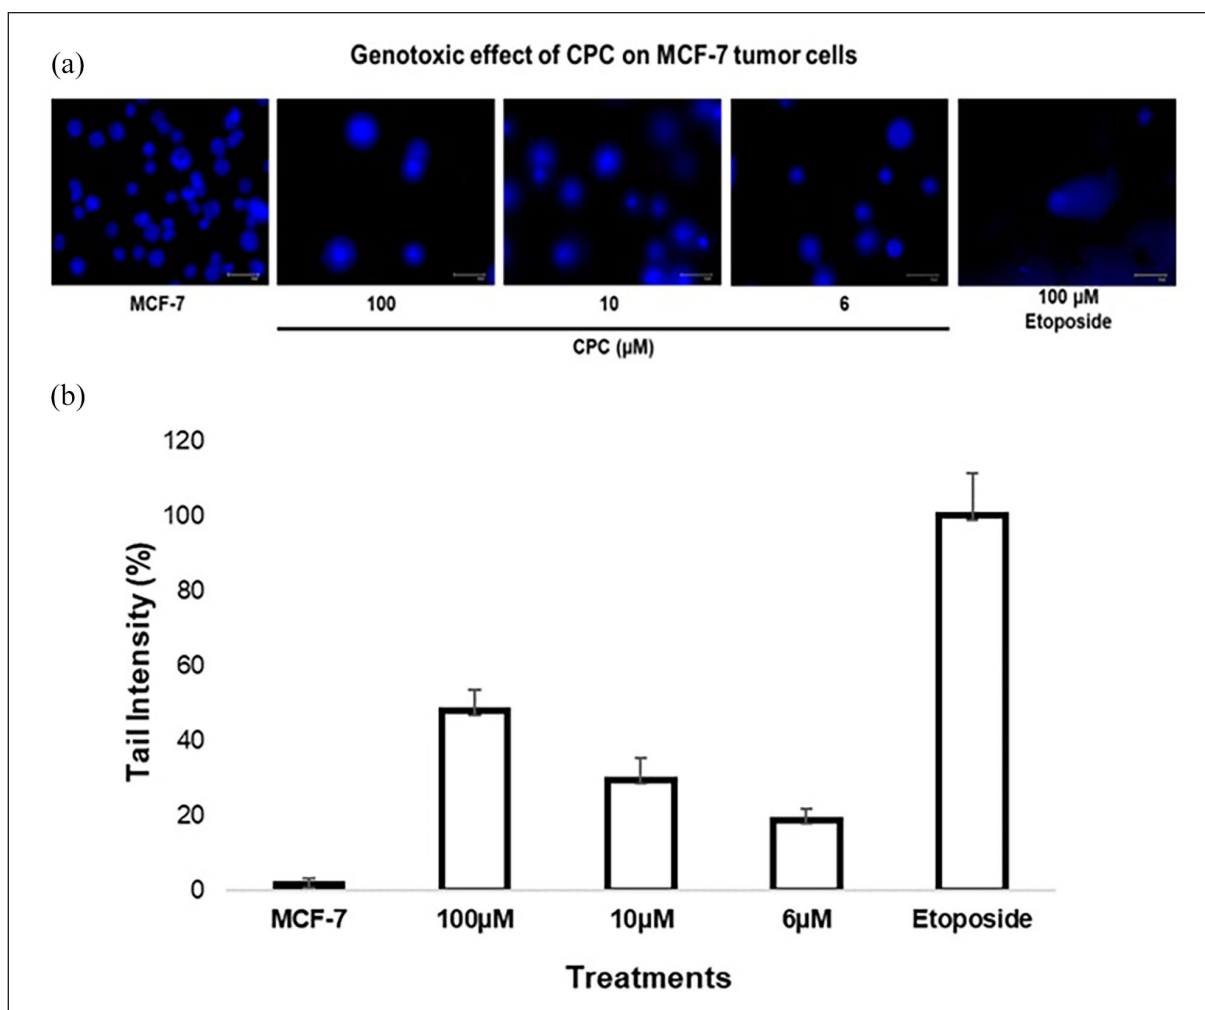 (a)
Genotoxic effect of CPC on MCF-7 tumor cells
MCF-7
100
10
6
100 µM
Etoposide
CPC (µM)
(b)
120
100
80
60
40
20
0
Tail Intensity (%)
MCF-7
100µM
10µM
6µM
Etoposide
Treatments